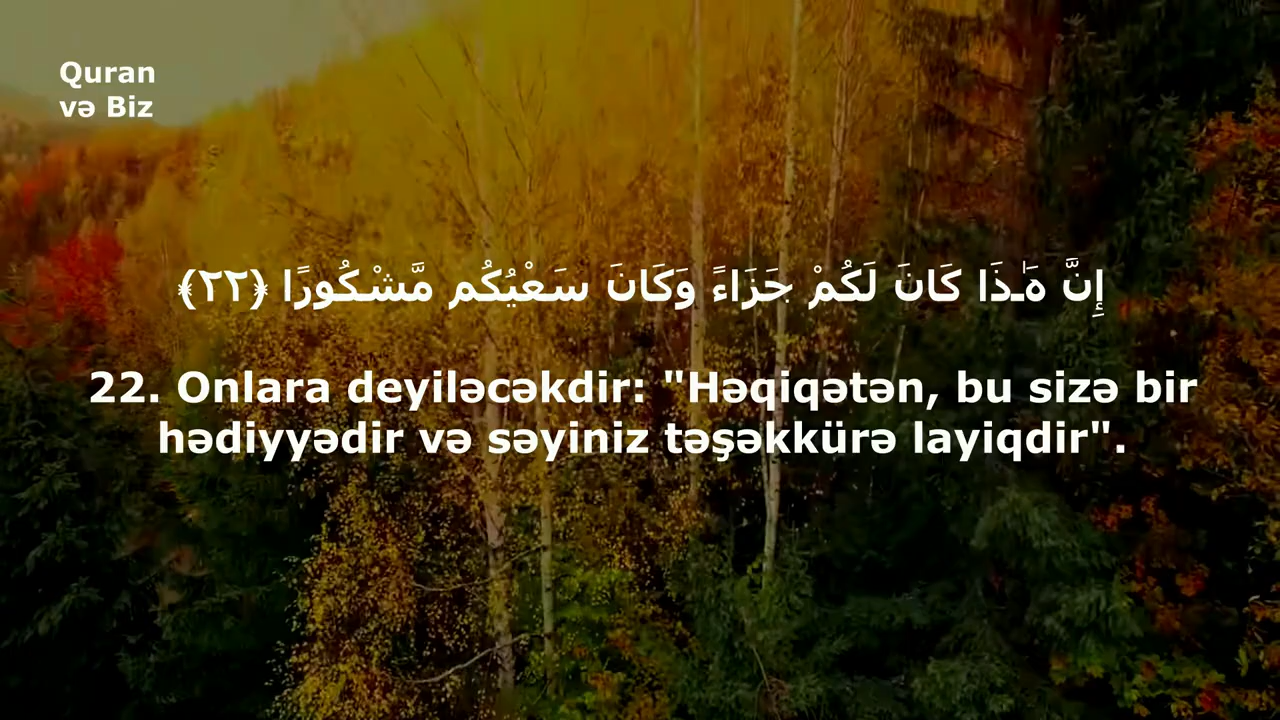 Quran
və Biz
إِنَّ هَـٰذَا كَانَ لَكُمْ جَزَاءً وَكَانَ سَعْيُكُم مَّشْكُورًا ﴿٢٢﴾
22. Onlara deyiləcəkdir: "Həqiqətən, bu sizə bir
hədiyyədir və səyiniz təşəkkürə layiqdir".